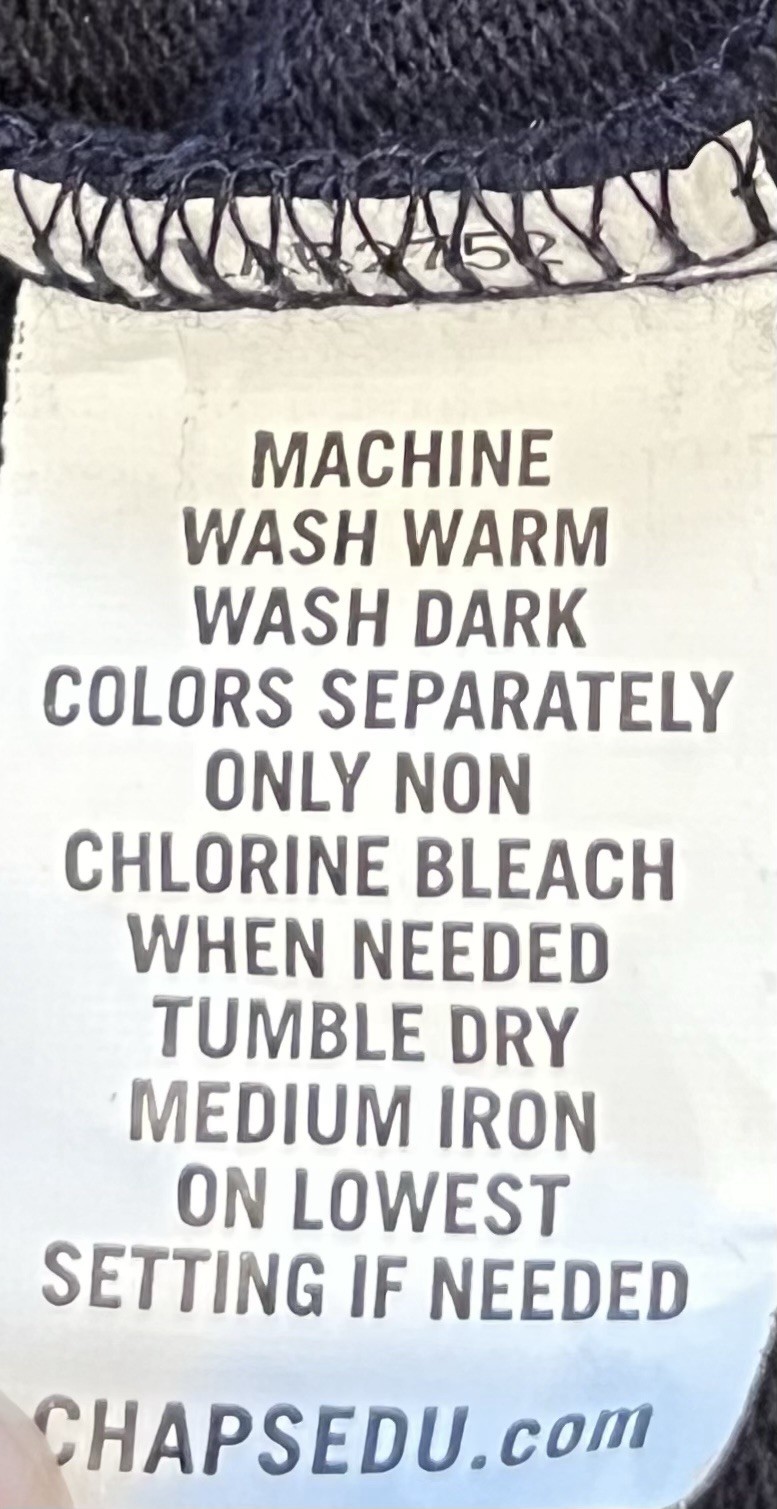 MACHINE
WASH WARM
WASH DARK
COLORS SEPARATELY
ONLY NON
CHLORINE BLEACH
WHEN NEEDED
TUMBLE DRY
MEDIUM IRON
ON LOWEST
SETTING IF NEEDED
CHAPSEDU.com